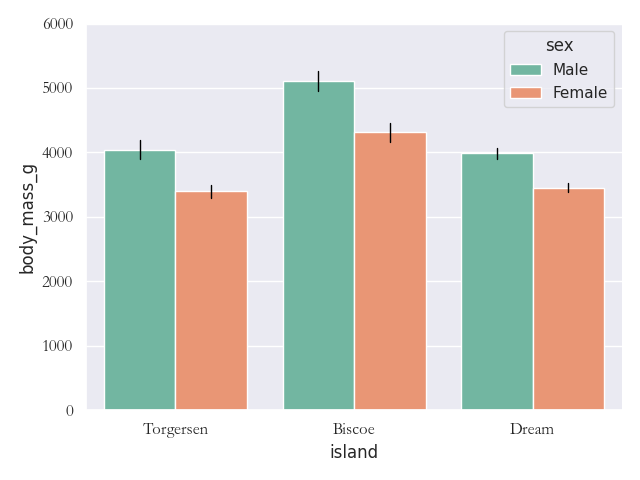 6000
5000
4000
3000
2000
1000
0
body_mass_g
sex
Male
Female
Torgersen Biscoe Dream
island